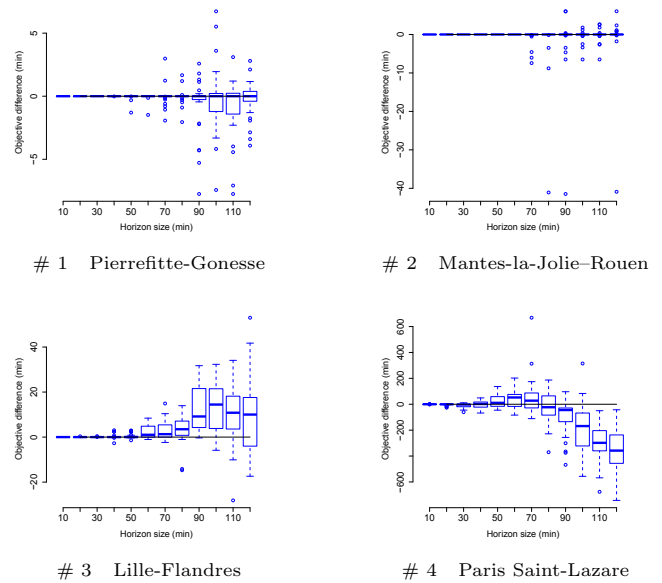 Objective difference (min)
5
0
−5
10 30 50 70 90 110
Horizon size (min)
# 1 Pierrefitte-Gonesse
Objective difference (min)
0
−10
−20
−30
−40
10 30 50 70 90 110
Horizon size (min)
# 2 Mantes-la-Jolie–Rouen
Objective difference (min)
40
20
0
−20
10 30 50 70 90 110
Horizon size (min)
# 3 Lille-Flandres
Objective difference (min)
600
400
200
0
−200
−600
10 30 50 70 90 110
Horizon size (min)
# 4 Paris Saint-Lazare